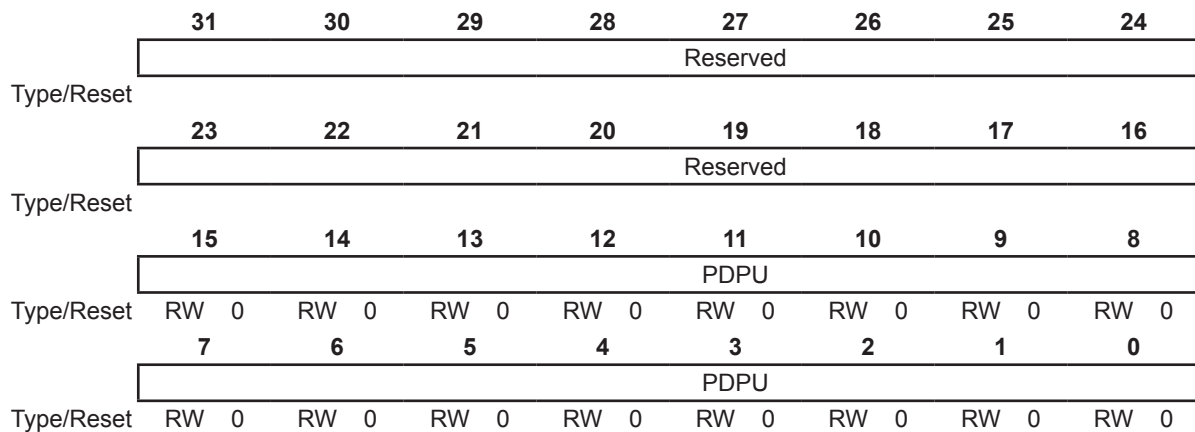 31 30 29 28 27 26 25 24
Reserved
Type/Reset
23 22 21 20 19 18 17 16
Reserved
Type/Reset
15 14 13 12 11 10 9 8
PDPU
Type/Reset RW 0 RW 0 RW 0 RW 0 RW 0 RW 0 RW 0 RW 0
7 6 5 4 3 2 1 0
PDPU
Type/Reset RW 0 RW 0 RW 0 RW 0 RW 0 RW 0 RW 0 RW 0